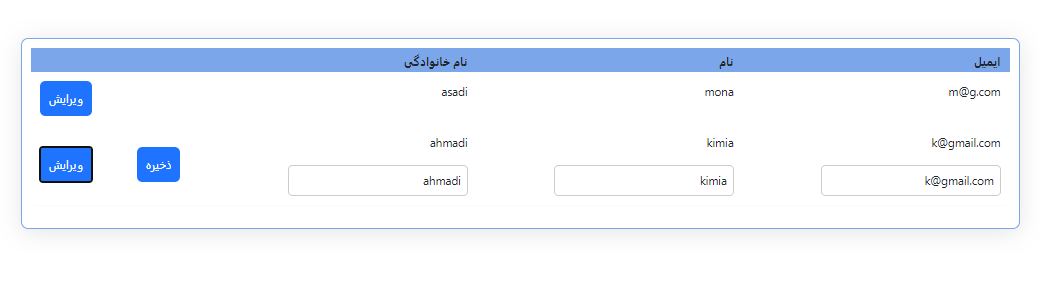 ایمیل نام نام خانوادگی
m@g.com mona asadi ویرایش
k@gmail.com kimia ahmadi
ذخیره ویرایش
k@gmail.com kimia ahmadi